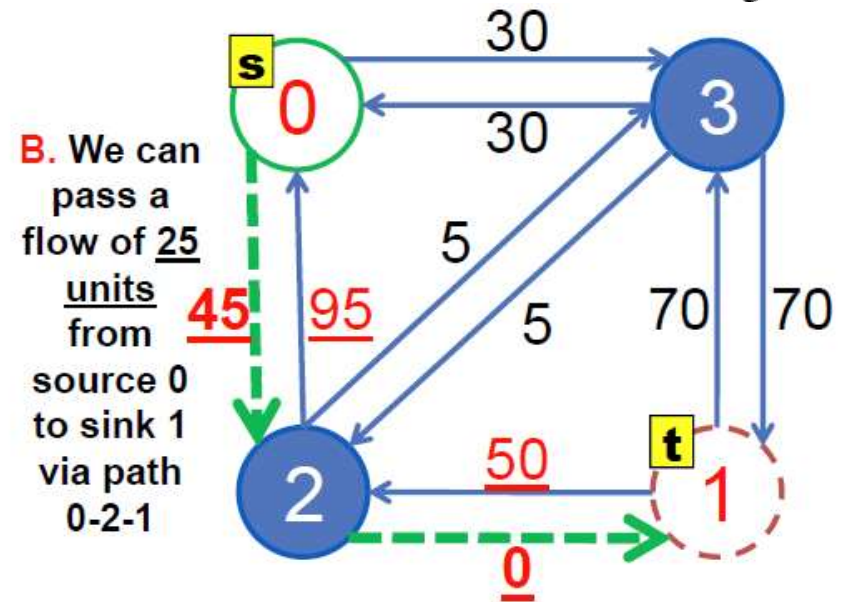 30
s
0
3
30
B. We can
pass a
flow of 25
units
from
source 0
to sink 1
via path
0-2-1
5
45
95
5
70
70
t
50
2
1
0